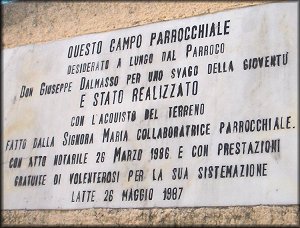 QUESTO CAMPO PARROCCHIALE
DESIDERATO A LUNGO DAL PARROCO
DON GIUSEPPE DALMASSO PER UNO SVAGO DELLA GIOVENTÙ
E STATO REALIZZATO
CON L'ACQUISTO DEL TERRENO
FATTO DALLA SIGNORA MARIA COLLABORATRICE PARROCCHIALE.
CON ATTO NOTARILE 26 MARZO 1986 E CON PRESTAZIONI
GRATUITE DI VOLENTEROSI PER LA SUA SISTEMAZIONE
LATTE 26 MAGGIO 1987